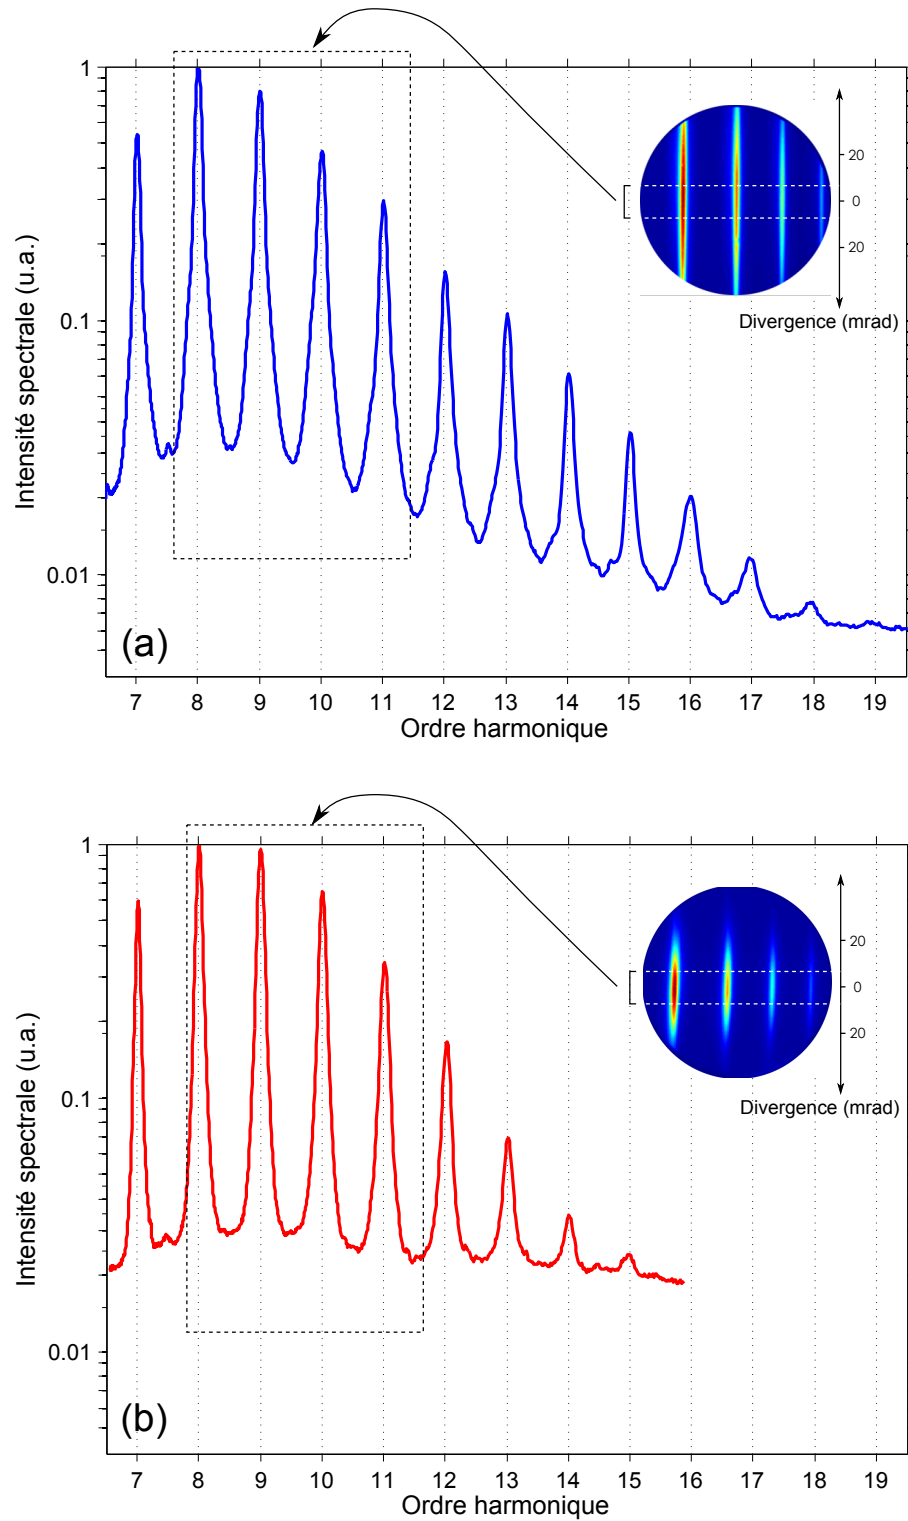 1
0.1
0.01
Intensité spectrale (u.a.)
20
0
20
Divergence (mrad)
(a)
7 8 9 10 11 12 13 14 15 16 17 18 19
Ordre harmonique
1
0.1
0.01
Intensité spectrale (u.a.)
20
0
20
Divergence (mrad)
(b)
7 8 9 10 11 12 13 14 15 16 17 18 19
Ordre harmonique